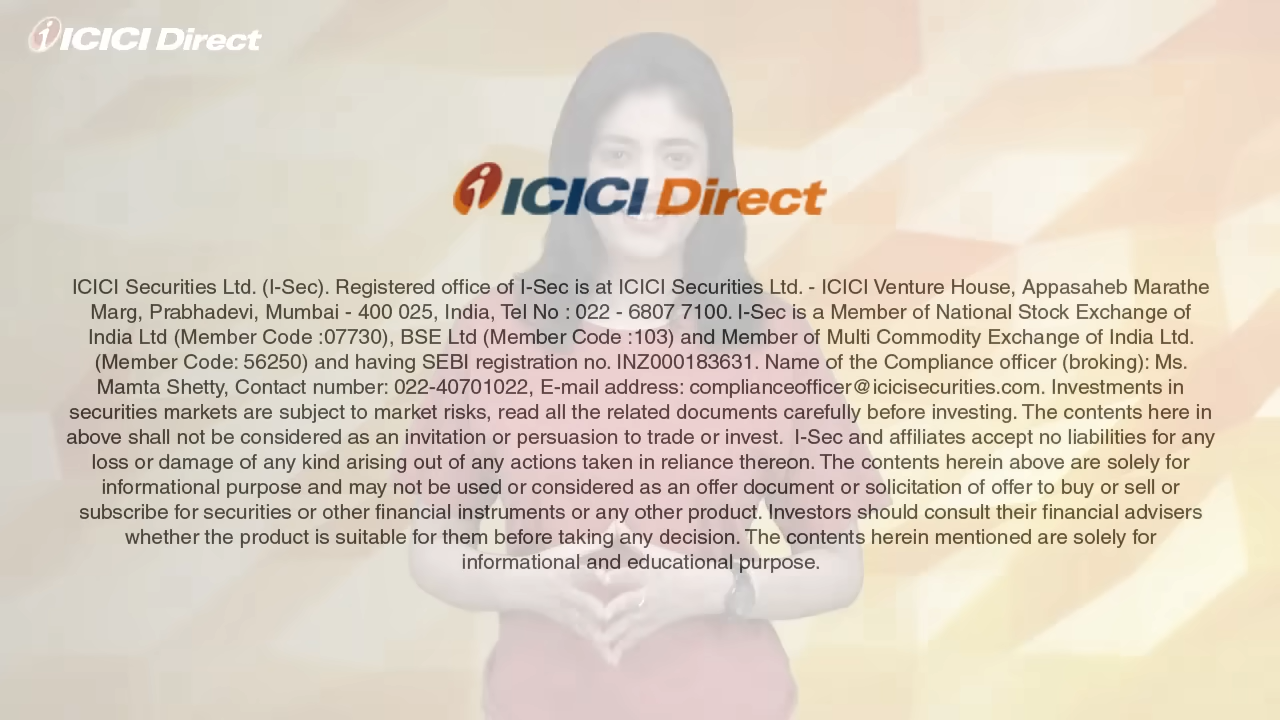 ICICI Direct
ICICI Direct
ICICI Securities Ltd. (I-Sec). Registered office of I-Sec is at ICICI Securities Ltd. - ICICI Venture House, Appasaheb Marathe
Marg, Prabhadevi, Mumbai - 400 025, India, Tel No : 022 - 6807 7100. I-Sec is a Member of National Stock Exchange of
India Ltd (Member Code :07730), BSE Ltd (Member Code :103) and Member of Multi Commodity Exchange of India Ltd.
(Member Code: 56250) and having SEBI registration no. INZ000183631. Name of the Compliance officer (broking): Ms.
Mamta Shetty, Contact number: 022-40701022, E-mail address: complianceofficer@icicisecurities.com. Investments in
securities markets are subject to market risks, read all the related documents carefully before investing. The contents here in
above shall not be considered as an invitation or persuasion to trade or invest.  I-Sec and affiliates accept no liabilities for any
loss or damage of any kind arising out of any actions taken in reliance thereon. The contents herein above are solely for
informational purpose and may not be used or considered as an offer document or solicitation of offer to buy or sell or
subscribe for securities or other financial instruments or any other product. Investors should consult their financial advisers
whether the product is suitable for them before taking any decision. The contents herein mentioned are solely for
informational and educational purpose.